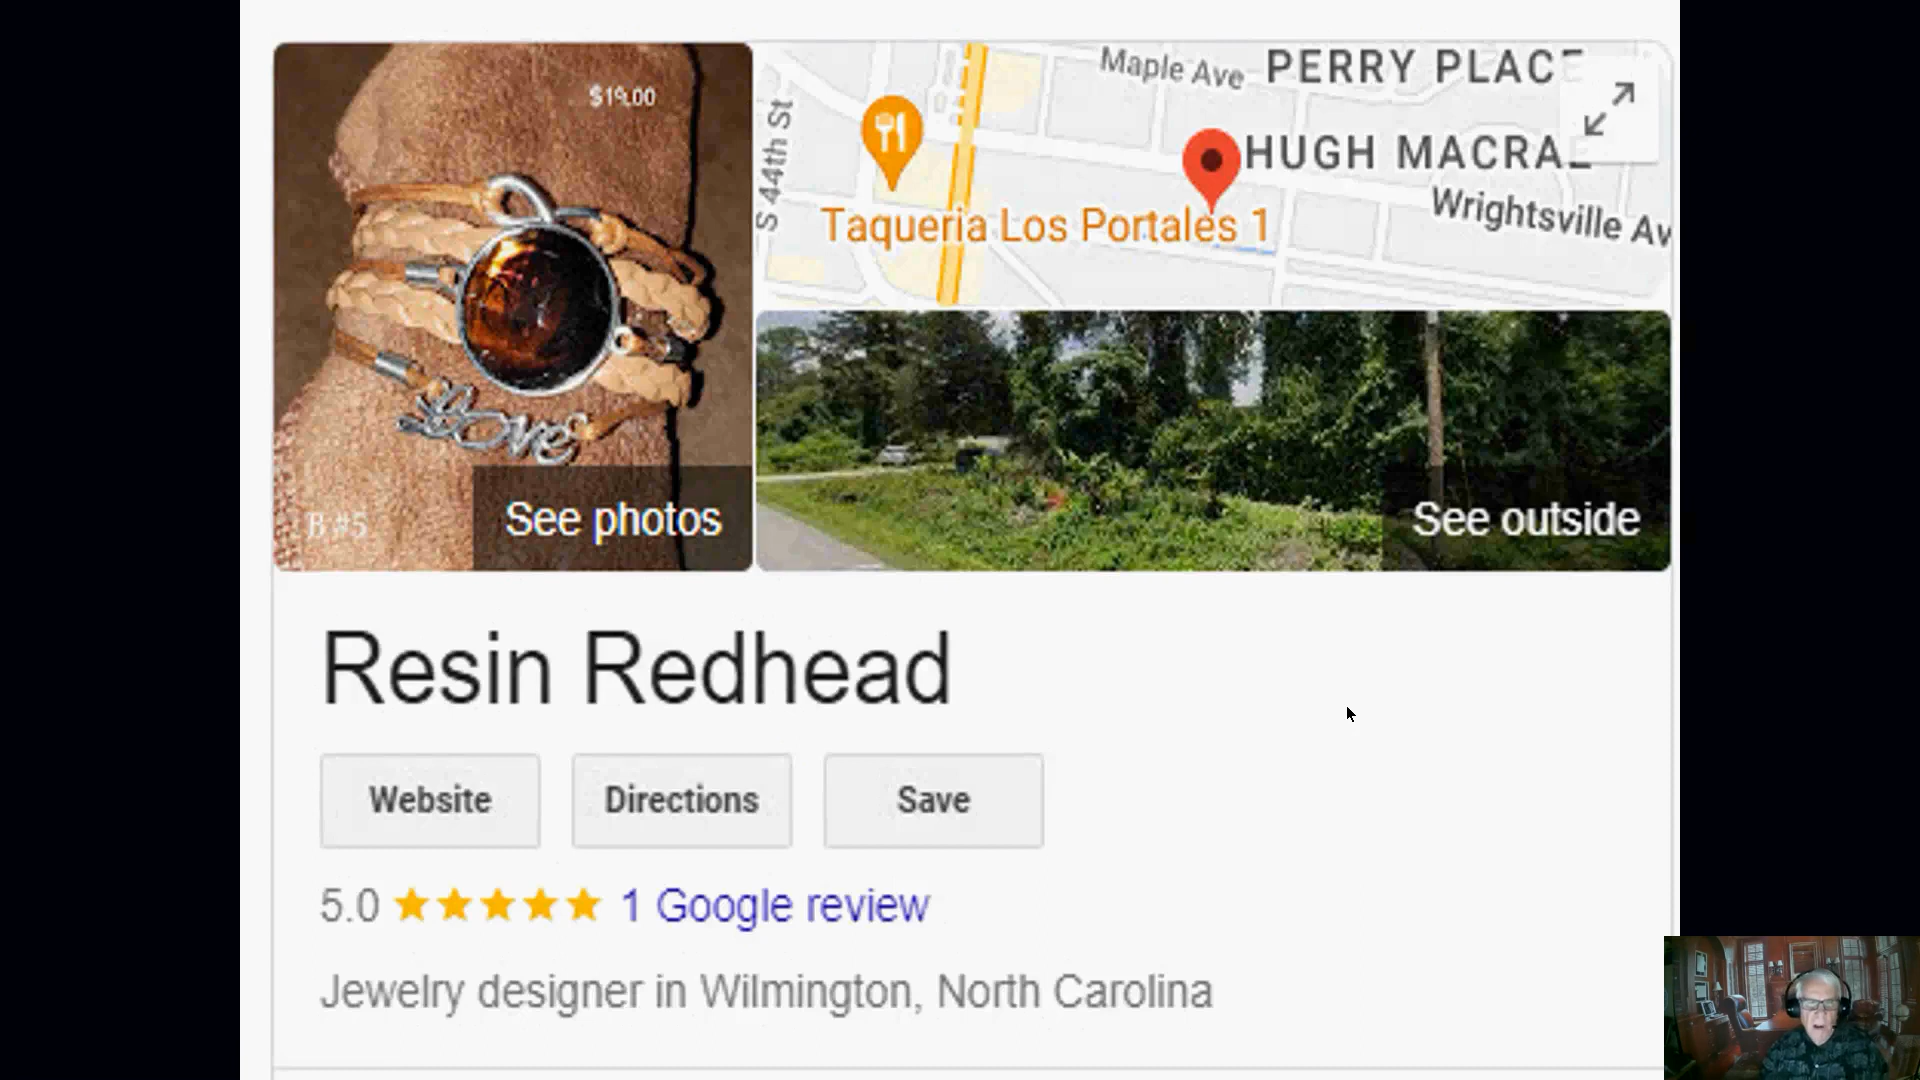 $19.00
Love
B #5
See photos
Maple Ave
PERRY PLACE
S 44th St
HUGH MACRAE
Wrightsville Av
Taqueria Los Portales 1
See outside
Resin Redhead
Website
Directions
Save
5.0 1 Google review
Jewelry designer in Wilmington, North Carolina